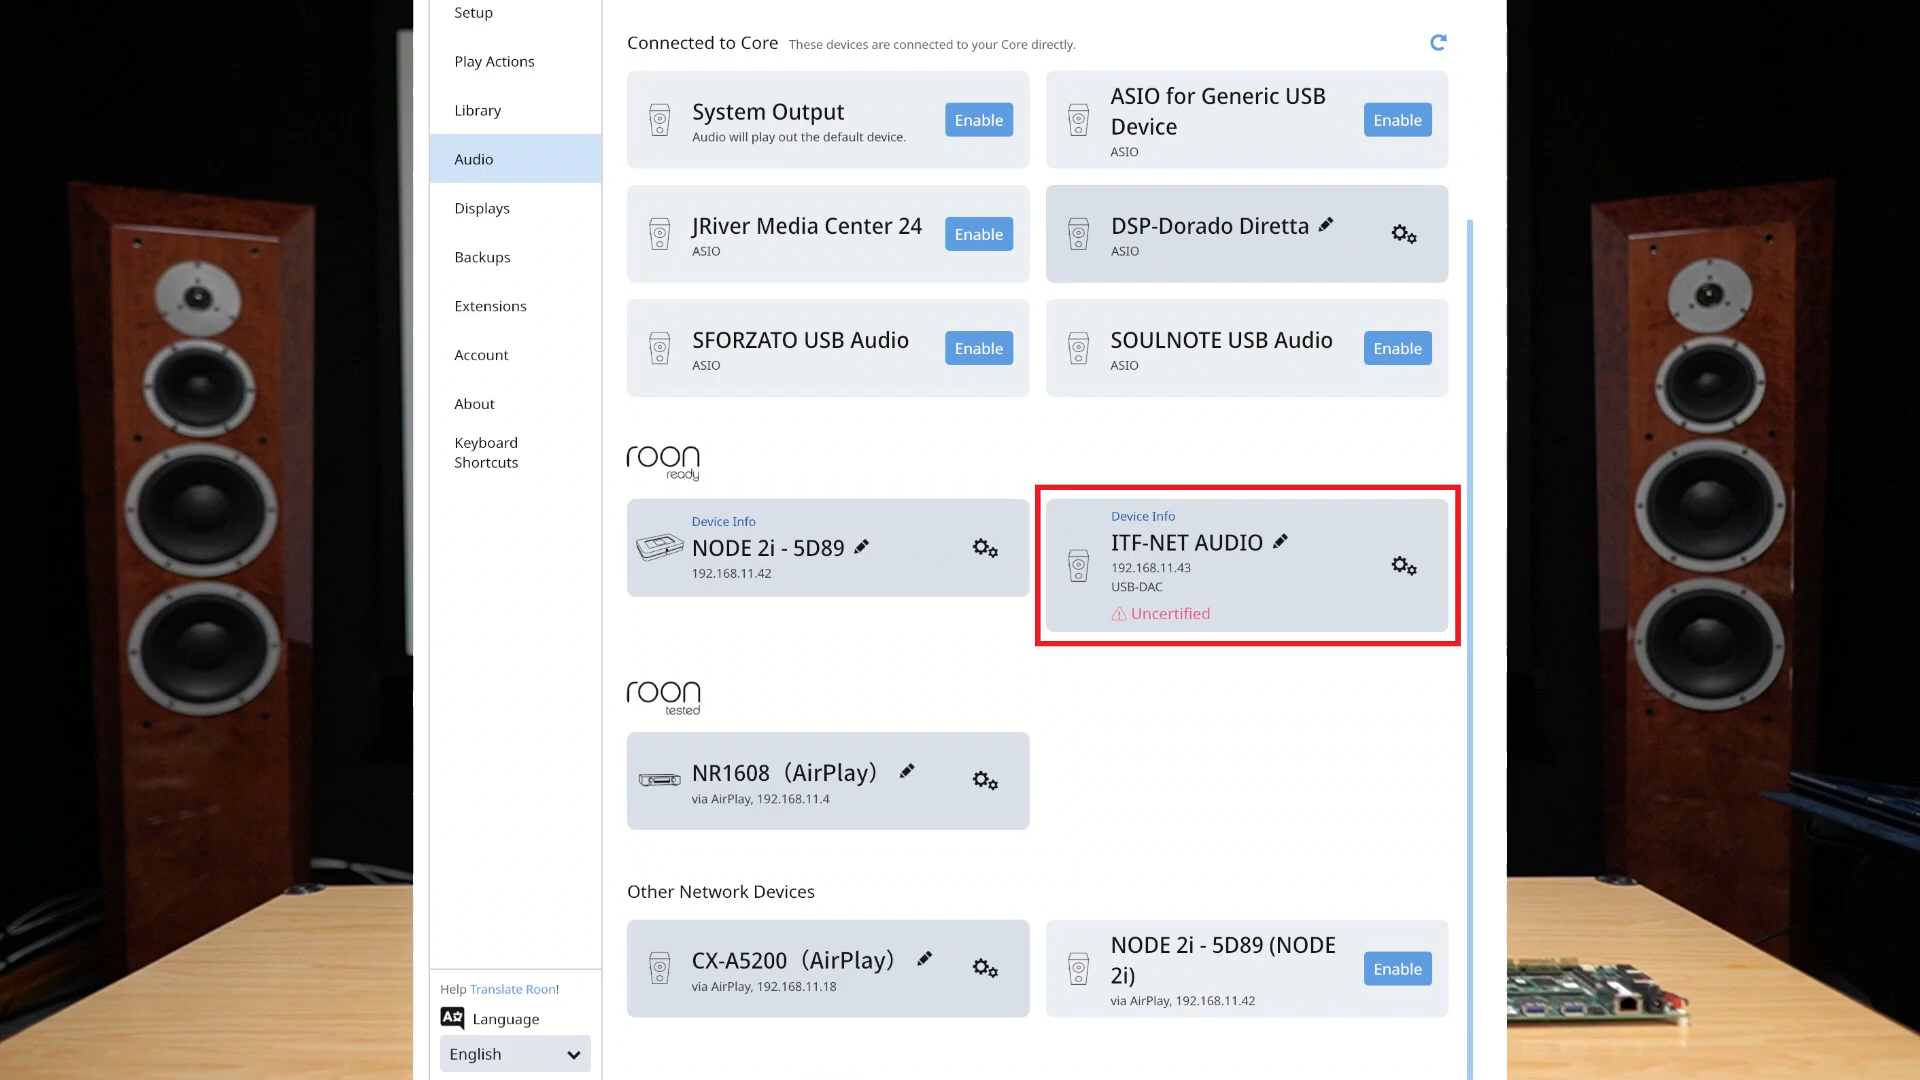 Setup
Play Actions
Library
Audio
Displays
Backups
Extensions
Account
About
Keyboard
Shortcuts
Help Translate Roon!
Language
English
Connected to Core These devices are connected to your Core directly.
System Output
Audio will play out the default device.
Enable
ASIO for Generic USB
Device
ASIO
Enable
JRiver Media Center 24
ASIO
Enable
DSP-Dorado Diretta
ASIO
SFORZATO USB Audio
ASIO
Enable
SOULNOTE USB Audio
ASIO
Enable
roon
ready
Device Info
NODE 2i - 5D89
192.168.11.42
Device Info
ITF-NET AUDIO
192.168.11.43
USB-DAC
Uncertified
roon
tested
NR1608（AirPlay）
via AirPlay, 192.168.11.4
Other Network Devices
CX-A5200（AirPlay）
via AirPlay, 192.168.11.18
NODE 2i - 5D89 (NODE
2i)
via AirPlay, 192.168.11.42
Enable